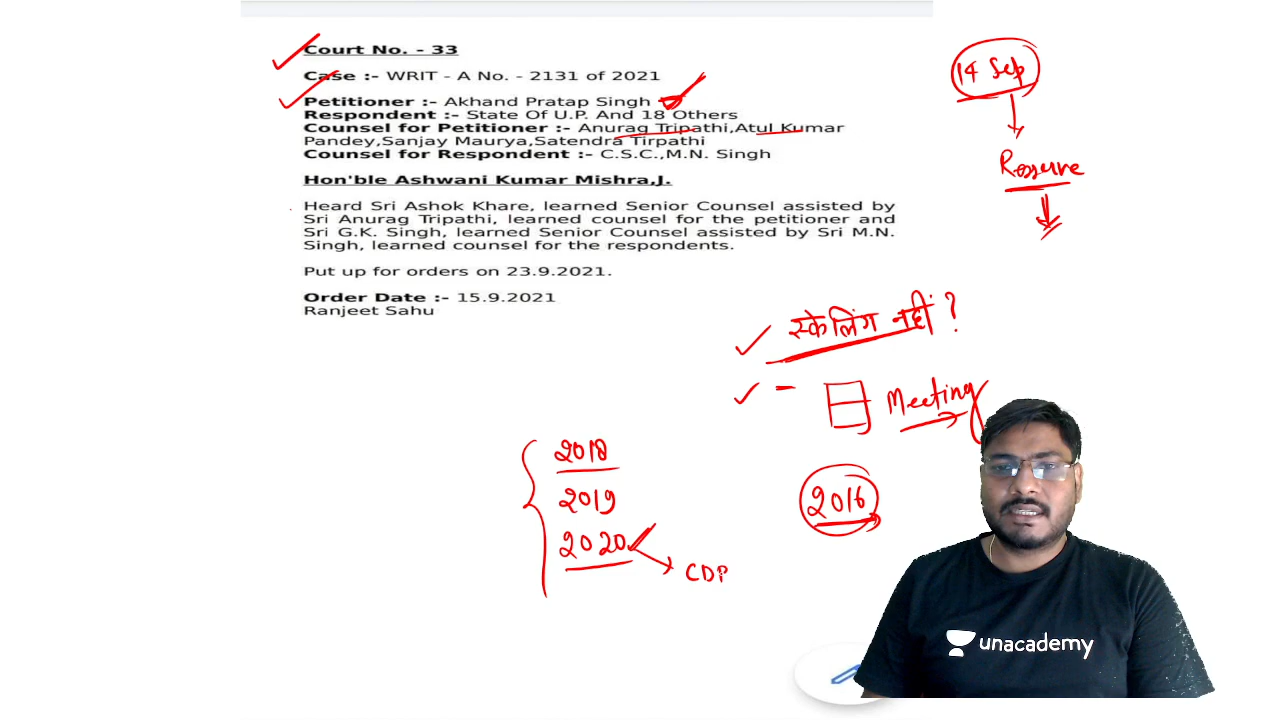 Court No. - 33
Case :- WRIT - A No. - 2131 of 2021
Petitioner :- Akhand Pratap Singh
Respondent :- State Of U.P. And 18 Others
Counsel for Petitioner :- Anurag Tripathi,Atul Kumar
Pandey,Sanjay Maurya,Satendra Tirpathi
Counsel for Respondent :- C.S.C.,M.N. Singh
Hon'ble Ashwani Kumar Mishra,J.
Heard Sri Ashok Khare, learned Senior Counsel assisted by
Sri Anurag Tripathi, learned counsel for the petitioner and
Sri G.K. Singh, learned Senior Counsel assisted by Sri M.N.
Singh, learned counsel for the respondents.
Put up for orders on 23.9.2021.
Order Date :- 15.9.2021
Ranjeet Sahu
14 Sep
Reserve
स्केलिंग नहीं ?
Meeting
2018
2019
2020
CDP
2016
unacademy